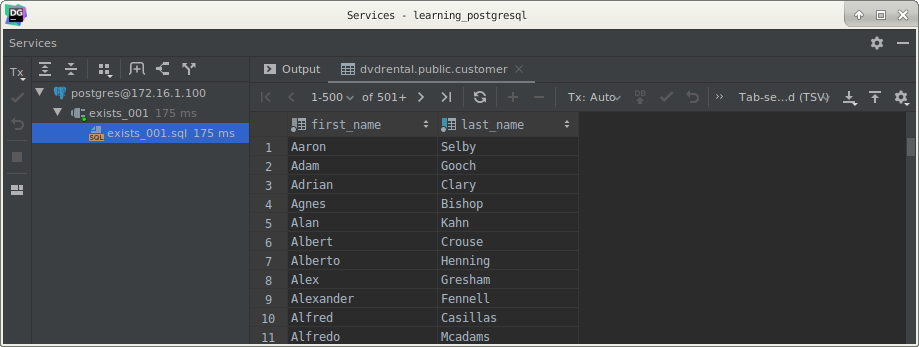 DG Services - learning_postgresql
Services
Tx
postgres@172.16.1.100
exists_001 175 ms
SQL exists_001.sql 175 ms
Output dvdrental.public.customer
1-500 of 501+ Tx: Auto DB » Tab-se...d (TSV)
first_name last_name
1 Aaron Selby
2 Adam Gooch
3 Adrian Clary
4 Agnes Bishop
5 Alan Kahn
6 Albert Crouse
7 Alberto Henning
8 Alex Gresham
9 Alexander Fennell
10 Alfred Casillas
11 Alfredo Mcadams